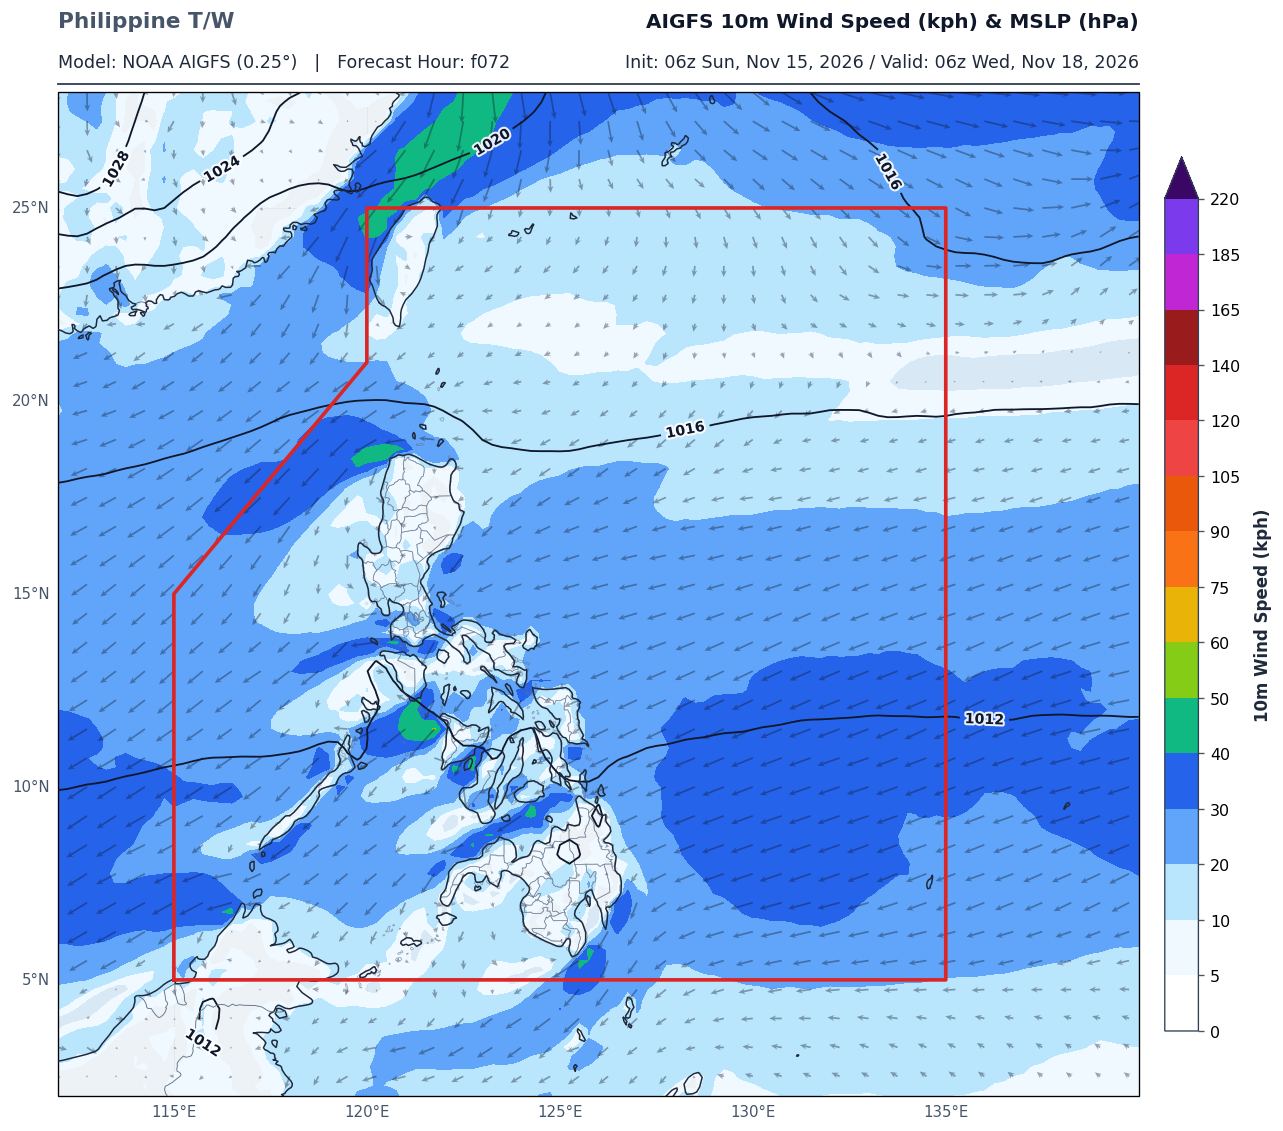 Philippine T/W
AIGFS 10m Wind Speed (kph) & MSLP (hPa)
Model: NOAA AIGFS (0.25°) | Forecast Hour: f072
Init: 06z Sun, Nov 15, 2026 / Valid: 06z Wed, Nov 18, 2026
1028
1024
1020
1016
1016
1012
1012
25°N
20°N
15°N
10°N
5°N
115°E
120°E
125°E
130°E
135°E
220
185
165
140
120
105
90
75
60
50
40
30
20
10
5
0
10m Wind Speed (kph)